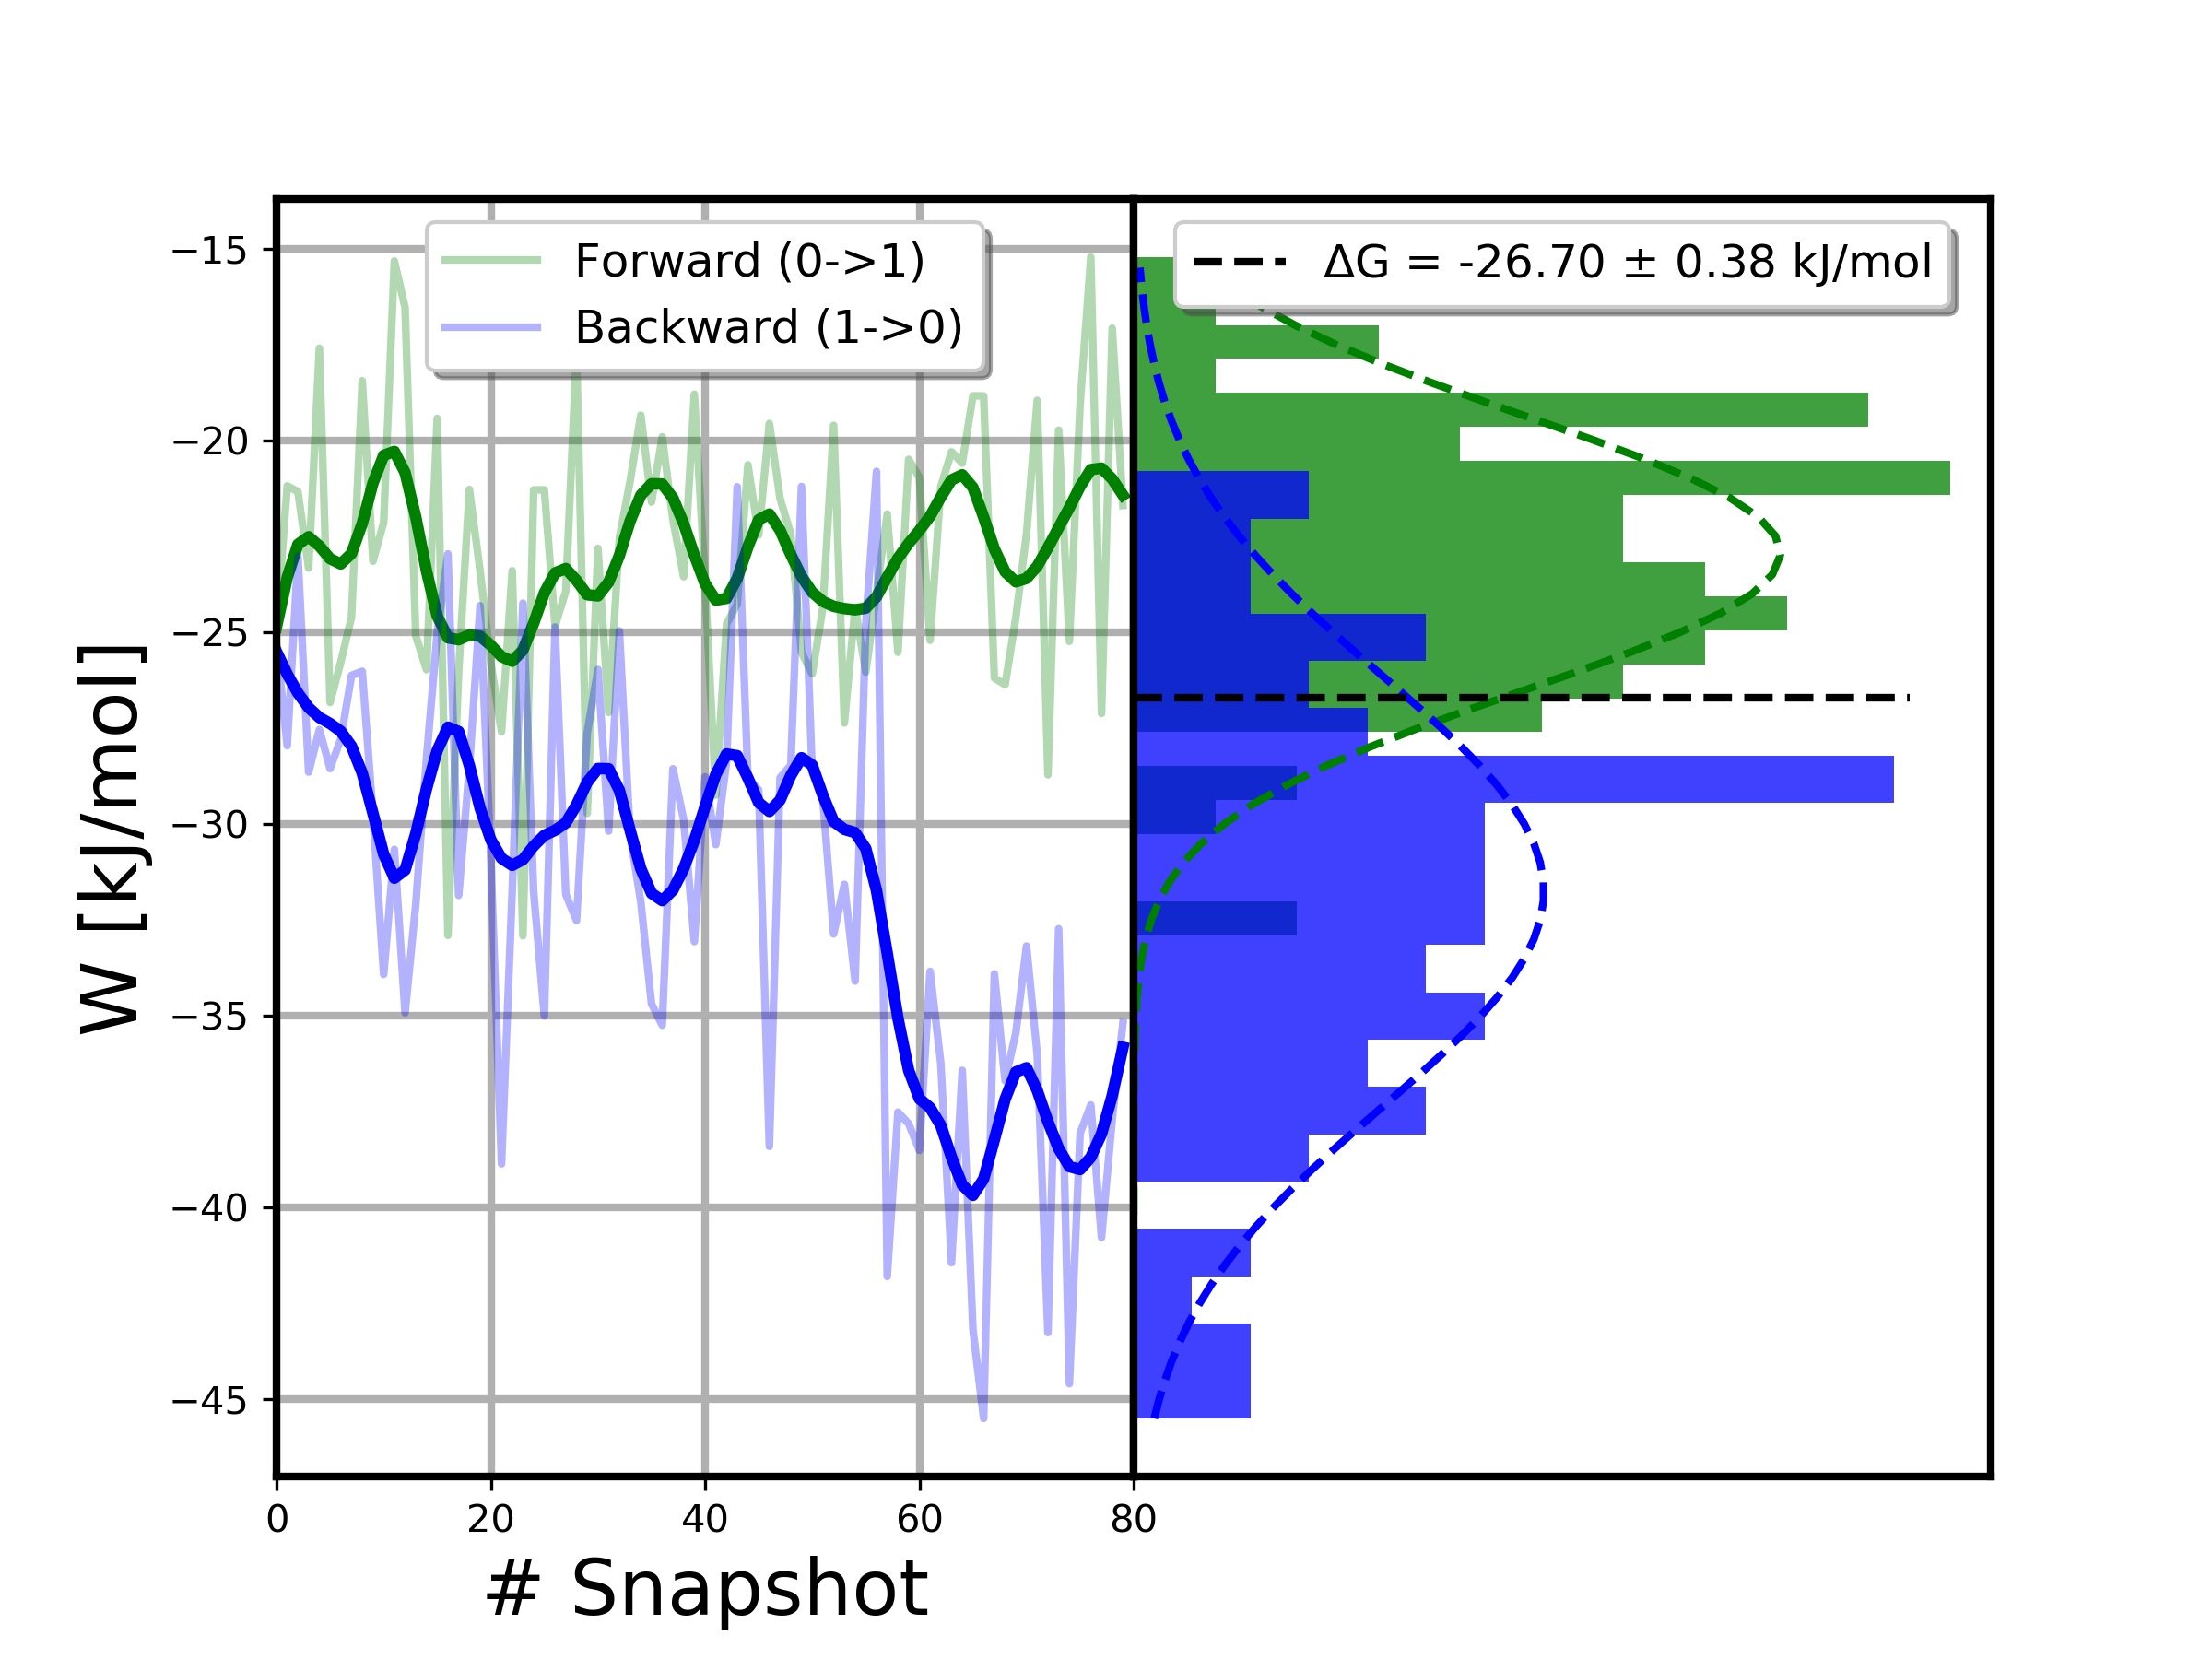 Forward (0->1)
Backward (1->0)
ΔG = -26.70 ± 0.38 kJ/mol
W [kJ/mol]
−15
−20
−25
−30
−35
−40
−45
0 20 40 60 80
# Snapshot